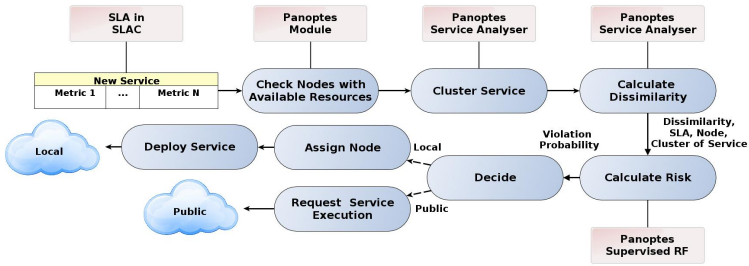 SLA in
SLAC
Panoptes
Module
Panoptes
Service Analyser
Panoptes
Service Analyser
New Service
Metric 1
...
Metric N
Check Nodes with
Available Resources
Cluster Service
Calculate
Dissimilarity
Dissimilarity,
SLA, Node,
Cluster of Service
Local
Deploy Service
Assign Node
Local
Violation
Probability
Decide
Calculate Risk
Public
Request Service
Execution
Public
Panoptes
Supervised RF